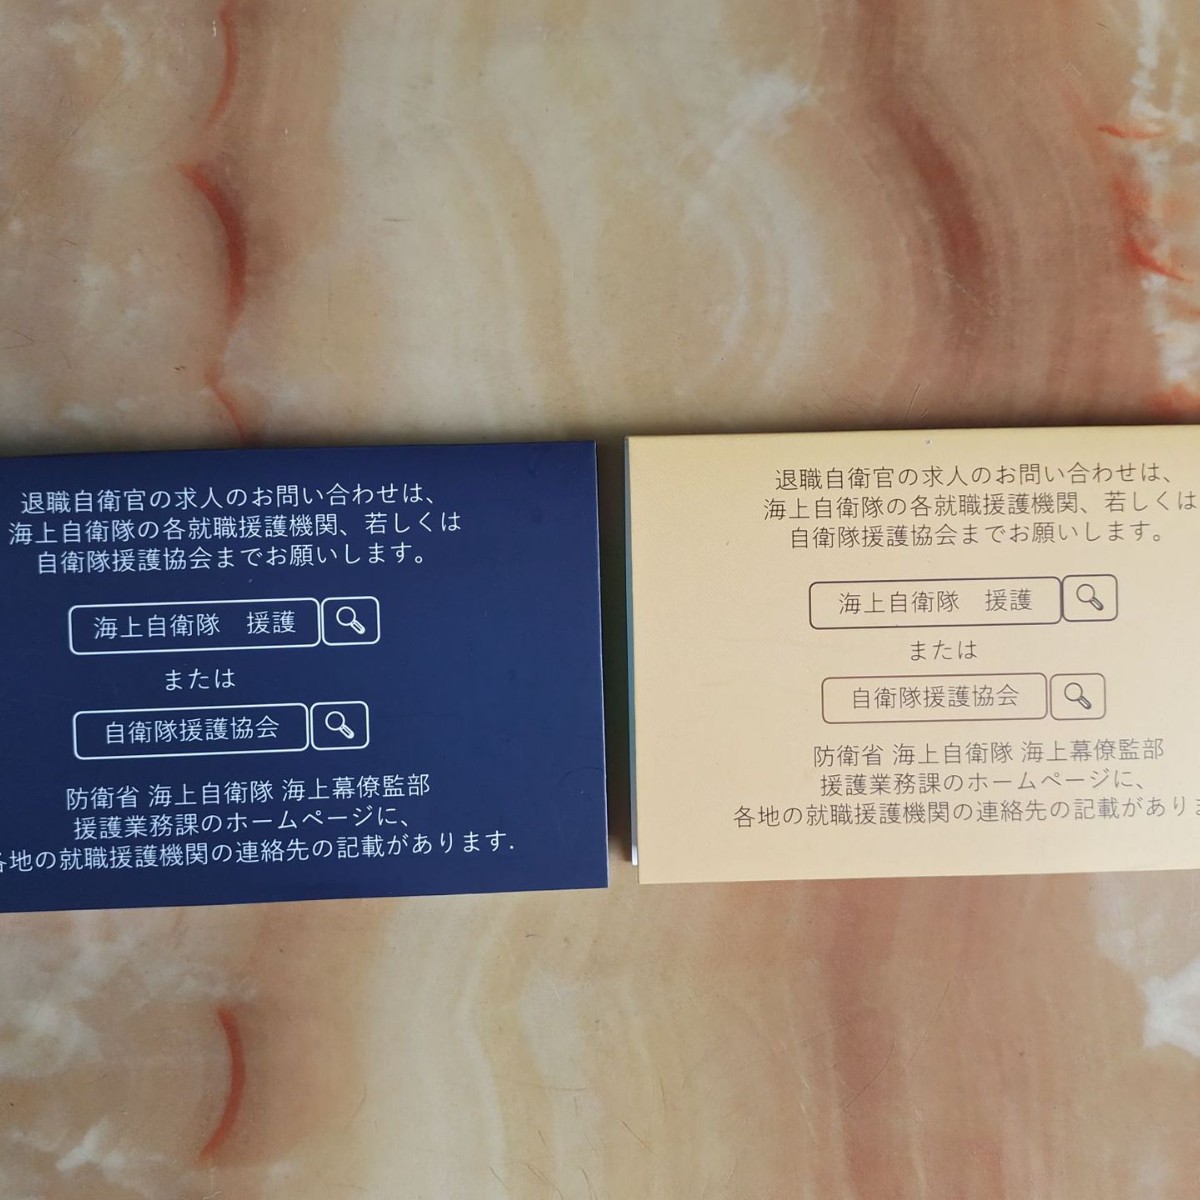 退職自衛官の求人のお問い合わせは、
海上自衛隊の各就職援護機関、若しくは
自衛隊援護協会までお願いします。
海上自衛隊　援護
または
自衛隊援護協会
防衛省 海上自衛隊 海上幕僚監部
援護業務課のホームページに、
各地の就職援護機関の連絡先の記載があります.
退職自衛官の求人のお問い合わせは、
海上自衛隊の各就職援護機関、若しくは
自衛隊援護協会までお願いします。
海上自衛隊　援護
または
自衛隊援護協会
防衛省 海上自衛隊 海上幕僚監部
援護業務課のホームページに、
各地の就職援護機関の連絡先の記載があり